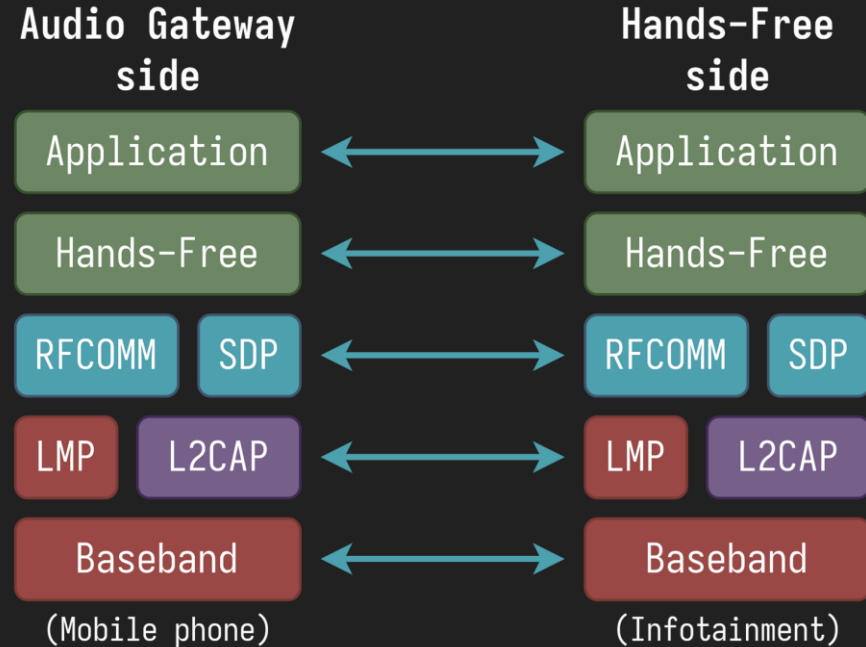 Audio Gateway
side
Hands-Free
side
Application
Application
Hands-Free
Hands-Free
RFCOMM SDP
RFCOMM SDP
LMP L2CAP
LMP L2CAP
Baseband
Baseband
(Mobile phone)
(Infotainment)